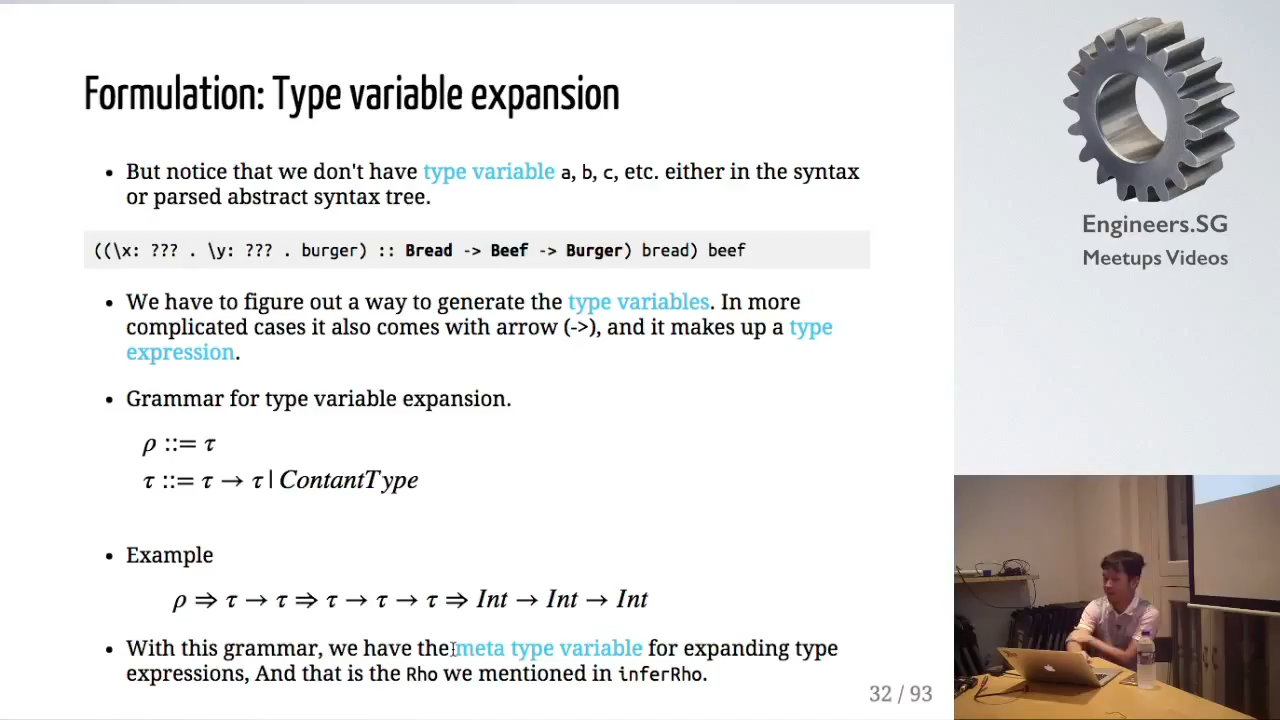 Formulation: Type variable expansion
• But notice that we don't have type variable a, b, c, etc. either in the syntax
or parsed abstract syntax tree.
((\x: ??? . \y: ??? . burger) :: Bread -> Beef -> Burger) bread) beef
• We have to figure out a way to generate the type variables. In more
complicated cases it also comes with arrow (->), and it makes up a type
expression.
• Grammar for type variable expansion.
ρ ::= τ
τ ::= τ → τ | ContantType
• Example
ρ ⇒ τ → τ ⇒ τ → τ → τ ⇒ Int → Int → Int
• With this grammar, we have the meta type variable for expanding type
expressions, And that is the Rho we mentioned in inferRho.
32 / 93
Engineers.SG
Meetups Videos